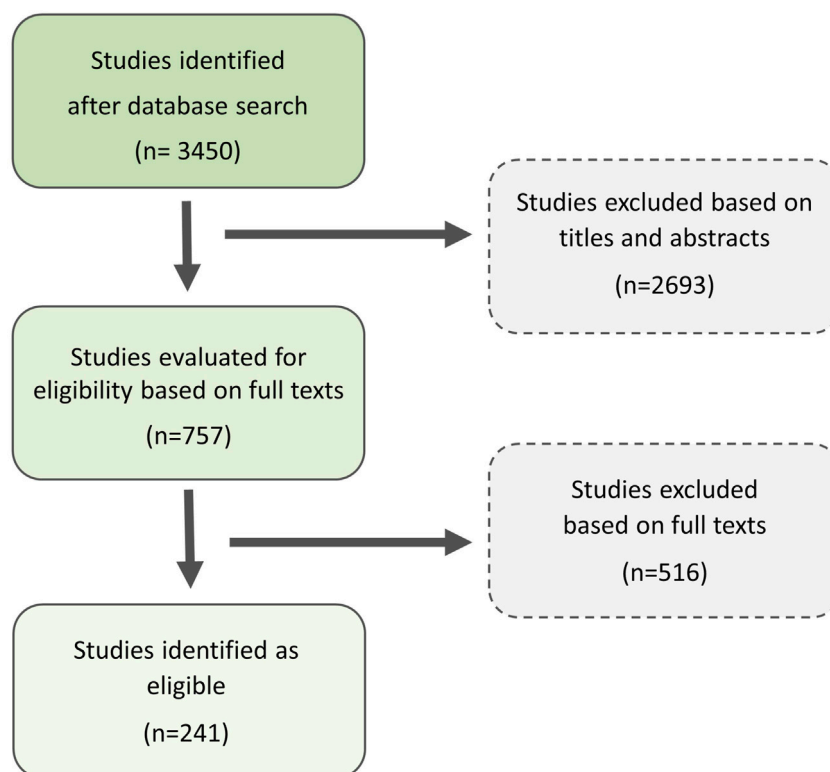 Studies identified
after database search
(n= 3450)
Studies excluded based on
titles and abstracts
(n=2693)
Studies evaluated for
eligibility based on full texts
(n=757)
Studies excluded
based on full texts
(n=516)
Studies identified as
eligible
(n=241)